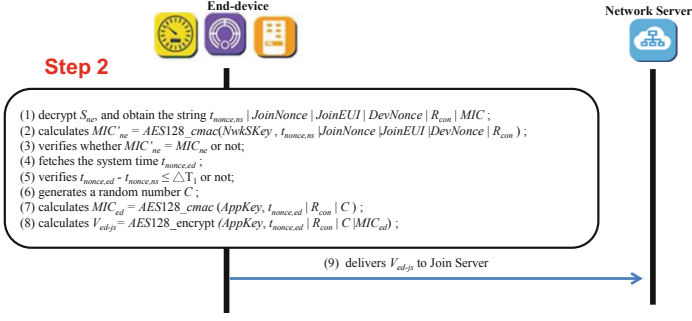 End-device
Network Server
Step 2
(1) decrypt S_ne, and obtain the string t_nonce,ns | JoinNonce | JoinEUI | DevNonce | R_con | MIC ;
(2) calculates MIC'_ne = AES128_cmac(NwkSKey , t_nonce,ns |JoinNonce |JoinEUI |DevNonce | R_con ) ;
(3) verifies whether MIC'_ne = MIC_ne or not;
(4) fetches the system time t_nonce,ed ;
(5) verifies t_nonce,ed - t_nonce,ns ≤ △T₁ or not;
(6) generates a random number C ;
(7) calculates MIC_ed = AES128_cmac (AppKey, t_nonce,ed | R_con | C ) ;
(8) calculates V_ed-js = AES128_encrypt (AppKey, t_nonce,ed | R_con | C |MIC_ed) ;
(9) delivers V_ed-js to Join Server